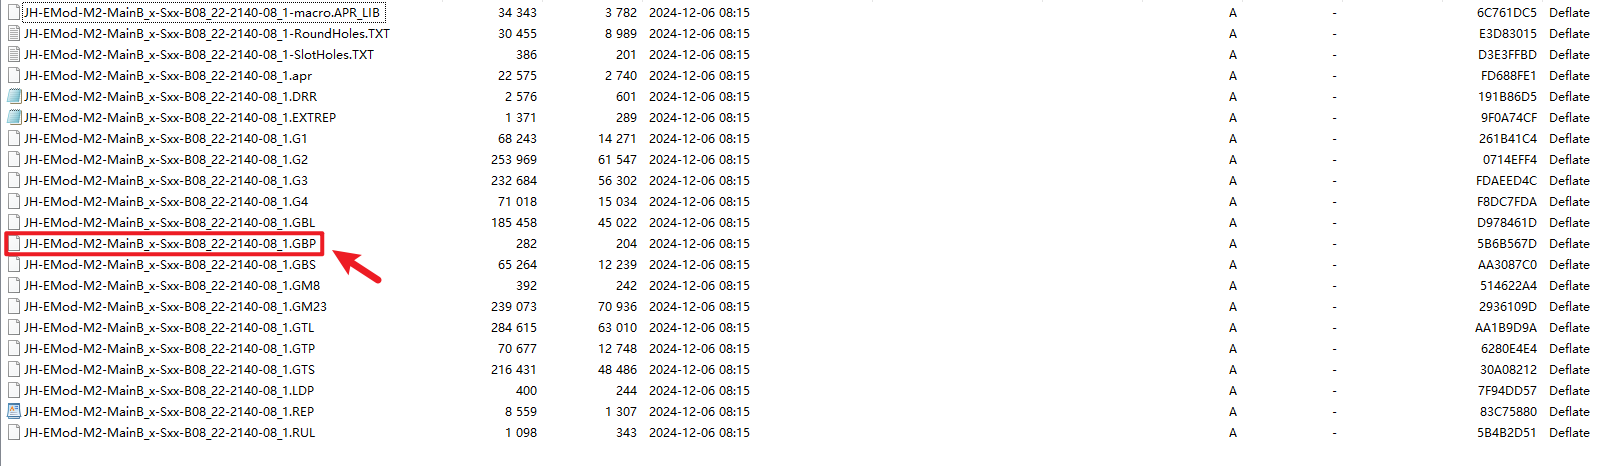 JH-EMod-M2-MainB_x-Sxx-B08_22-2140-08_1-macro.APR_LIB 34 343 3 782 2024-12-06 08:15 A - 6C761DC5 Deflate
JH-EMod-M2-MainB_x-Sxx-B08_22-2140-08_1-RoundHoles.TXT 30 455 8 989 2024-12-06 08:15 A - E3D83015 Deflate
JH-EMod-M2-MainB_x-Sxx-B08_22-2140-08_1-SlotHoles.TXT 386 201 2024-12-06 08:15 A - D3E3FFBD Deflate
JH-EMod-M2-MainB_x-Sxx-B08_22-2140-08_1.apr 22 575 2 740 2024-12-06 08:15 A - FD688FE1 Deflate
JH-EMod-M2-MainB_x-Sxx-B08_22-2140-08_1.DRR 2 576 601 2024-12-06 08:15 A - 191B86D5 Deflate
JH-EMod-M2-MainB_x-Sxx-B08_22-2140-08_1.EXTREP 1 371 289 2024-12-06 08:15 A - 9F0A74CF Deflate
JH-EMod-M2-MainB_x-Sxx-B08_22-2140-08_1.G1 68 243 14 271 2024-12-06 08:15 A - 261B41C4 Deflate
JH-EMod-M2-MainB_x-Sxx-B08_22-2140-08_1.G2 253 969 61 547 2024-12-06 08:15 A - 0714EFF4 Deflate
JH-EMod-M2-MainB_x-Sxx-B08_22-2140-08_1.G3 232 684 56 302 2024-12-06 08:15 A - FDAEED4C Deflate
JH-EMod-M2-MainB_x-Sxx-B08_22-2140-08_1.G4 71 018 15 034 2024-12-06 08:15 A - F8DC7FDA Deflate
JH-EMod-M2-MainB_x-Sxx-B08_22-2140-08_1.GBL 185 458 45 022 2024-12-06 08:15 A - D978461D Deflate
JH-EMod-M2-MainB_x-Sxx-B08_22-2140-08_1.GBP 282 204 2024-12-06 08:15 A - 5B6B567D Deflate
JH-EMod-M2-MainB_x-Sxx-B08_22-2140-08_1.GBS 65 264 12 239 2024-12-06 08:15 A - AA3087C0 Deflate
JH-EMod-M2-MainB_x-Sxx-B08_22-2140-08_1.GM8 392 242 2024-12-06 08:15 A - 514622A4 Deflate
JH-EMod-M2-MainB_x-Sxx-B08_22-2140-08_1.GM23 239 073 70 936 2024-12-06 08:15 A - 2936109D Deflate
JH-EMod-M2-MainB_x-Sxx-B08_22-2140-08_1.GTL 284 615 63 010 2024-12-06 08:15 A - AA1B9D9A Deflate
JH-EMod-M2-MainB_x-Sxx-B08_22-2140-08_1.GTP 70 677 12 748 2024-12-06 08:15 A - 6280E4E4 Deflate
JH-EMod-M2-MainB_x-Sxx-B08_22-2140-08_1.GTS 216 431 48 486 2024-12-06 08:15 A - 30A08212 Deflate
JH-EMod-M2-MainB_x-Sxx-B08_22-2140-08_1.LDP 400 244 2024-12-06 08:15 A - 7F94DD57 Deflate
JH-EMod-M2-MainB_x-Sxx-B08_22-2140-08_1.REP 8 559 1 307 2024-12-06 08:15 A - 83C75880 Deflate
JH-EMod-M2-MainB_x-Sxx-B08_22-2140-08_1.RUL 1 098 343 2024-12-06 08:15 A - 5B4B2D51 Deflate